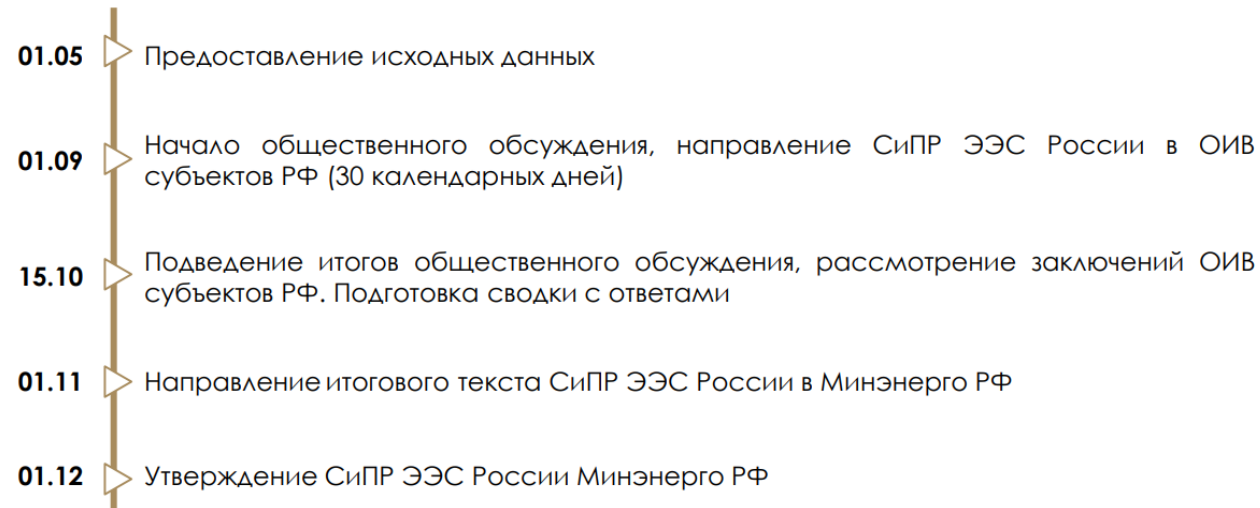 01.05 Предоставление исходных данных
01.09 Начало общественного обсуждения, направление СиПР ЭЭС России в ОИВ
субъектов РФ (30 календарных дней)
15.10 Подведение итогов общественного обсуждения, рассмотрение заключений ОИВ
субъектов РФ. Подготовка сводки с ответами
01.11 Направление итогового текста СиПР ЭЭС России в Минэнерго РФ
01.12 Утверждение СиПР ЭЭС России Минэнерго РФ